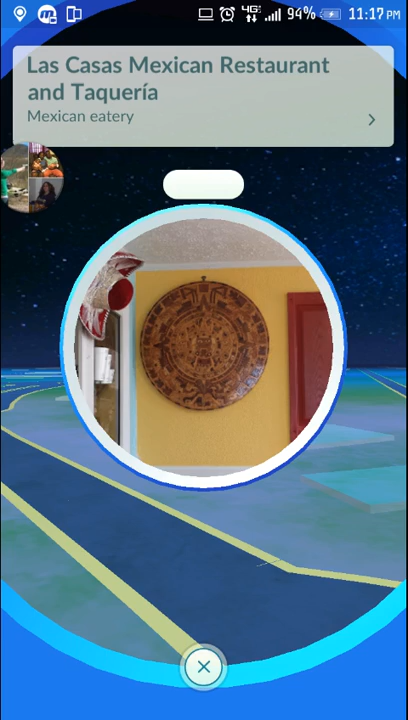 4G
94%
11:17 PM
Las Casas Mexican Restaurant
and Taquería
Mexican eatery